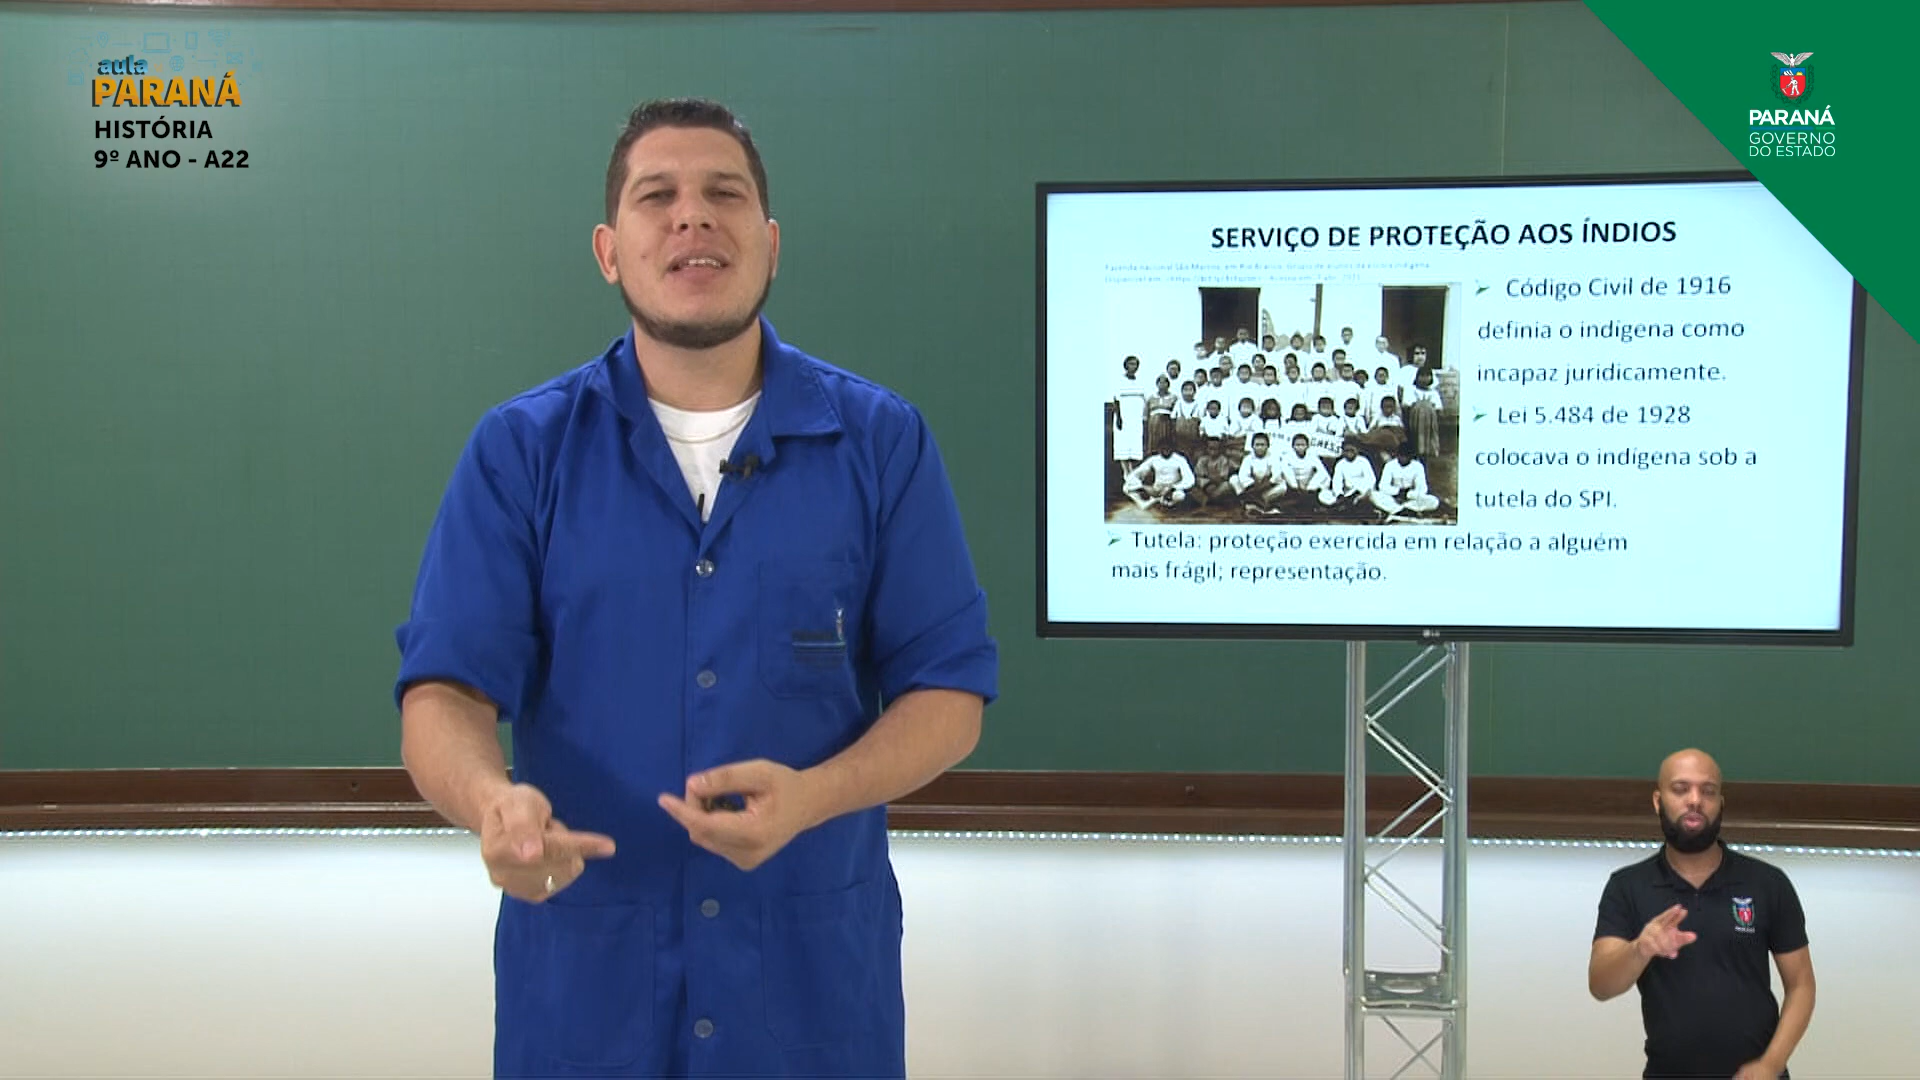 aula
PARANÁ
HISTÓRIA
9º ANO - A22
PARANÁ
GOVERNO
DO ESTADO
SERVIÇO DE PROTEÇÃO AOS ÍNDIOS
➢ Código Civil de 1916
definia o indígena como
incapaz juridicamente.
➢ Lei 5.484 de 1928
colocava o indígena sob a
tutela do SPI.
➢ Tutela: proteção exercida em relação a alguém
mais frágil; representação.
LG